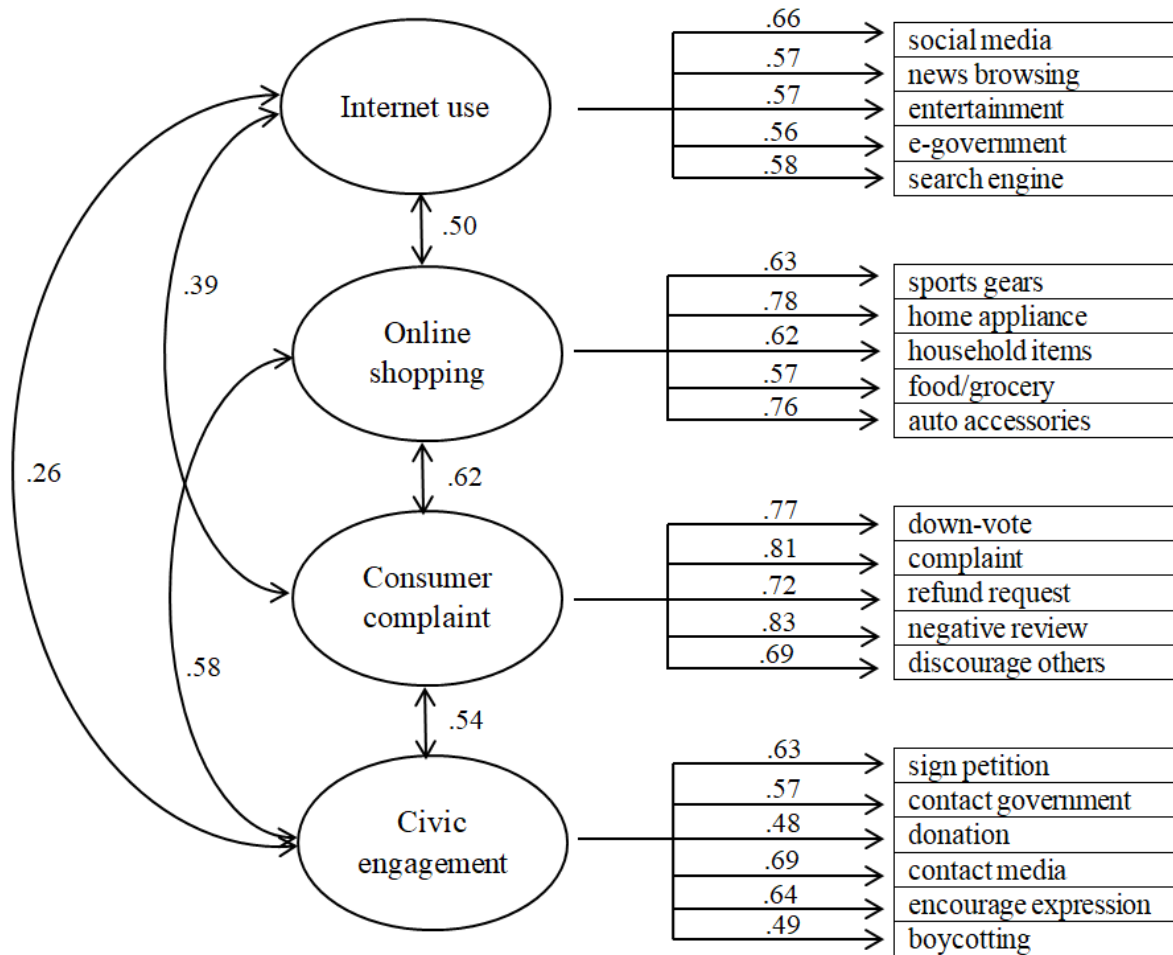 Internet use
.66
social media
.57
news browsing
.57
entertainment
.56
e-government
.58
search engine
.50
.39
Online
shopping
.63
sports gears
.78
home appliance
.62
household items
.57
food/grocery
.76
auto accessories
.26
.62
Consumer
complaint
.77
down-vote
.81
complaint
.72
refund request
.83
negative review
.69
discourage others
.58
.54
Civic
engagement
.63
sign petition
.57
contact government
.48
donation
.69
contact media
.64
encourage expression
.49
boycotting